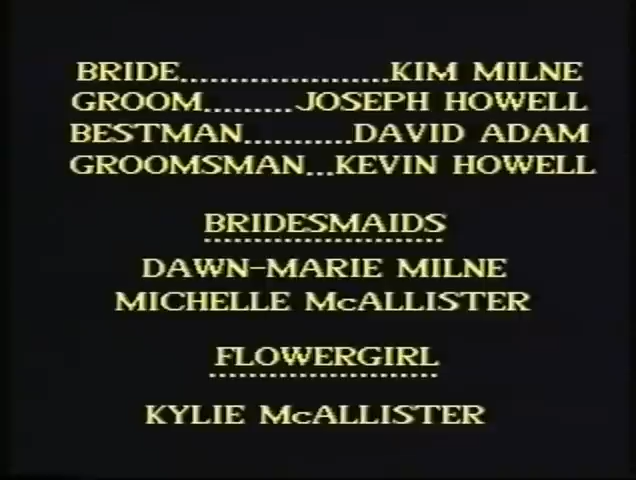 BRIDE.....................KIM MILNE
GROOM.........JOSEPH HOWELL
BESTMAN...........DAVID ADAM
GROOMSMAN...KEVIN HOWELL
BRIDESMAIDS
DAWN-MARIE MILNE
MICHELLE McALLISTER
FLOWERGIRL
KYLIE McALLISTER